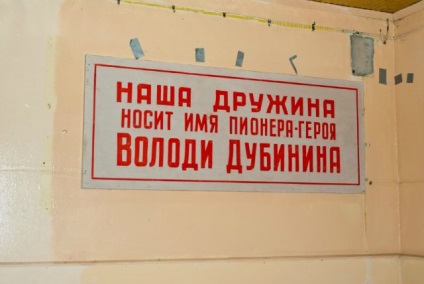 НАША ДРУЖИНА
НОСИТ ИМЯ ПИОНЕРА-ГЕРОЯ
ВОЛОДИ ДУБИНИНА